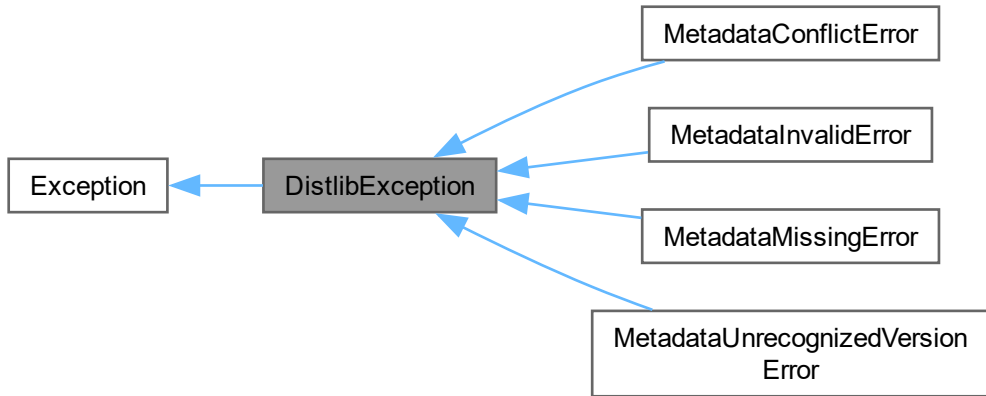 Exception
DistlibException
MetadataConflictError
MetadataInvalidError
MetadataMissingError
MetadataUnrecognizedVersion
Error